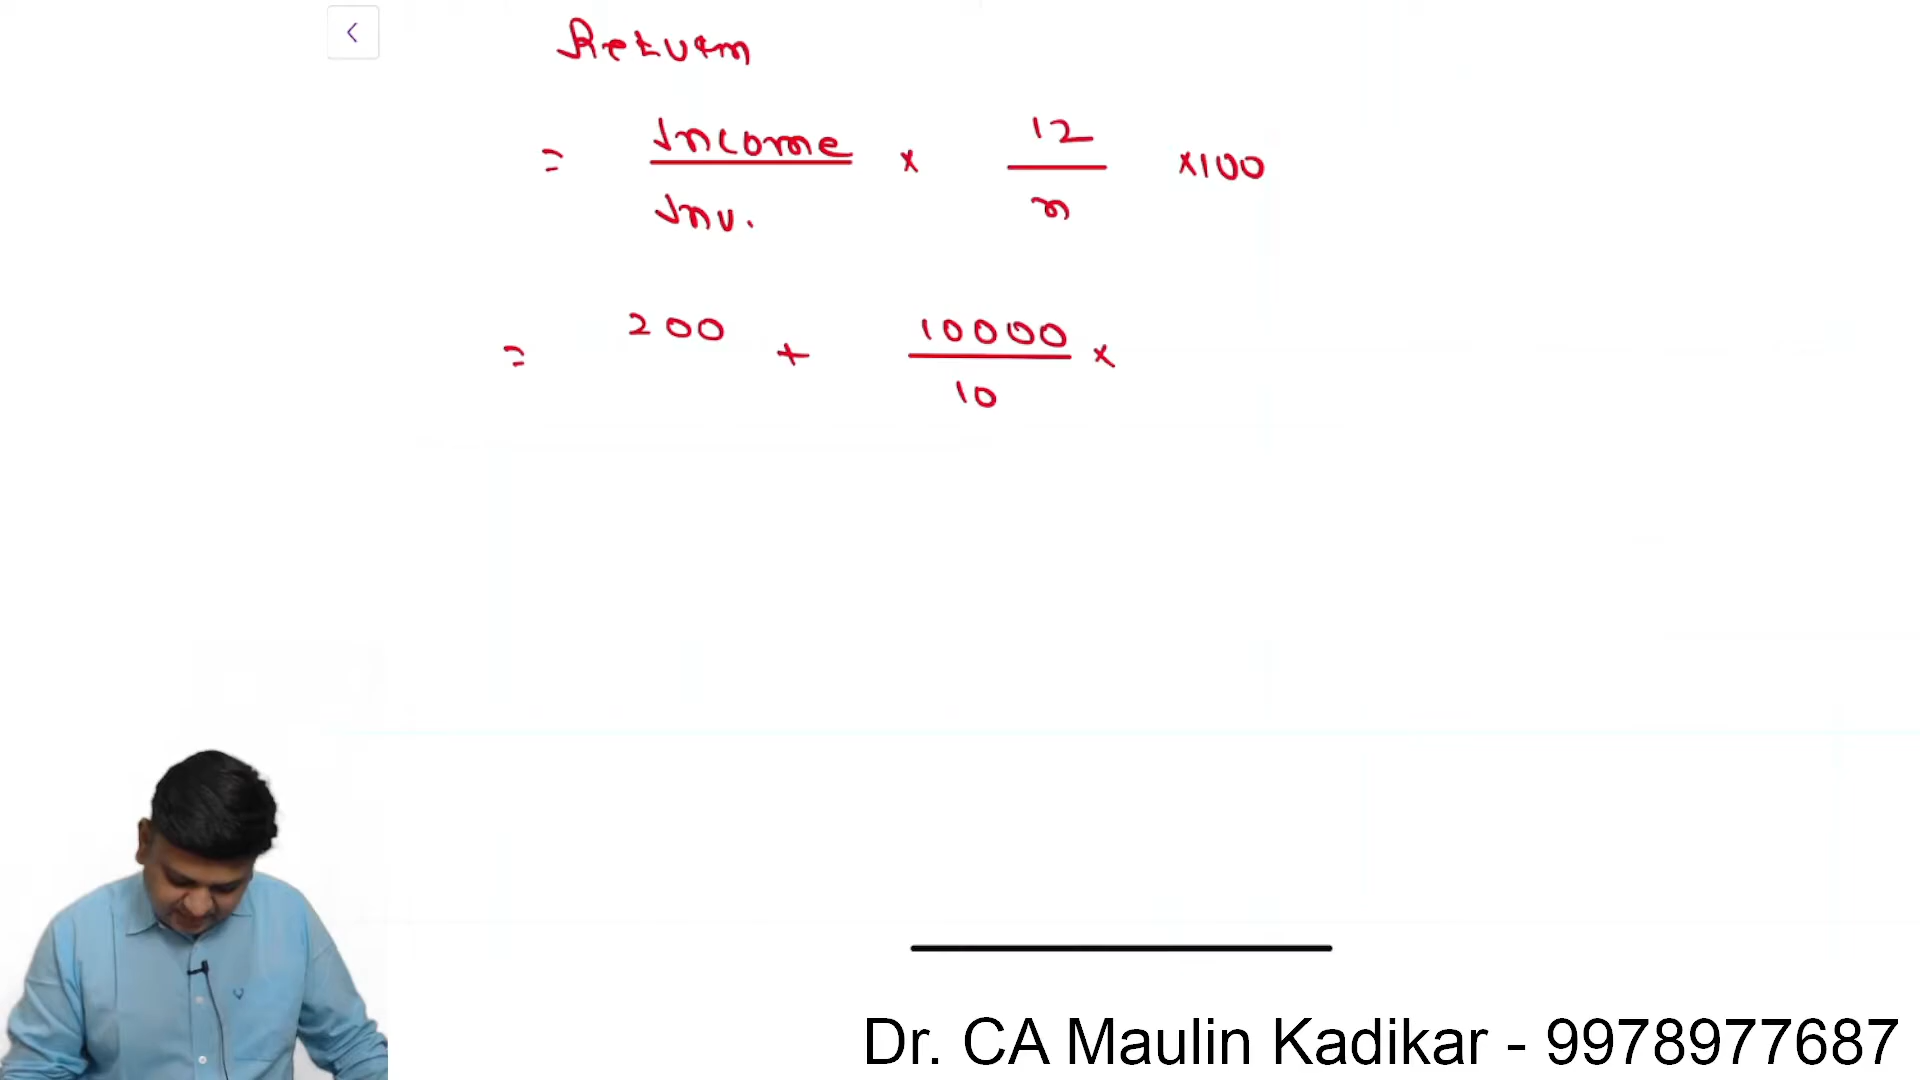 Return
= Income / Inv. × 12 / n ×100
= 200 + 10000 / 10 ×
Dr. CA Maulin Kadikar - 9978977687